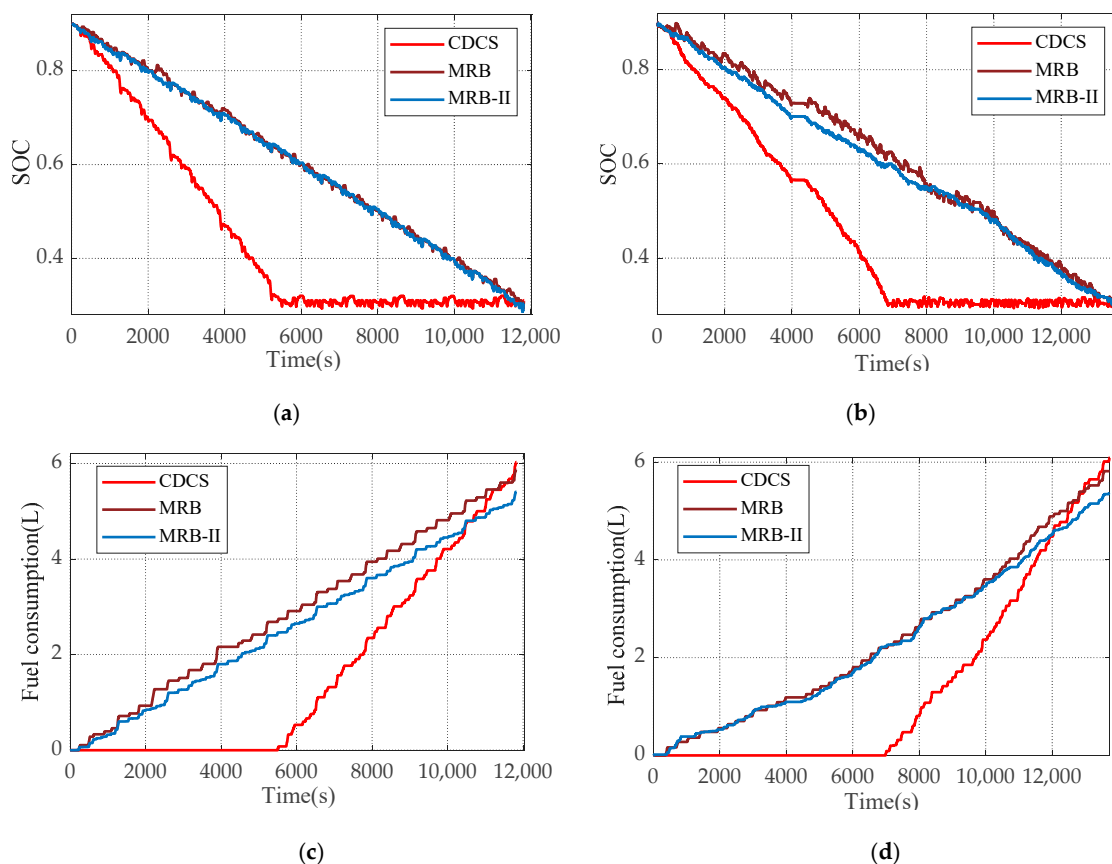 CDCS
MRB
MRB-II
0.8
0.6
0.4
SOC
0 2000 4000 6000 8000 10,000 12,000
Time(s)
(a)
CDCS
MRB
MRB-II
0.8
0.6
0.4
SOC
0 2000 4000 6000 8000 10,000 12,000
Time(s)
(b)
6
4
2
0
Fuel consumption(L)
CDCS
MRB
MRB-II
0 2000 4000 6000 8000 10,000 12,000
Time(s)
(c)
6
4
2
0
Fuel consumption(L)
CDCS
MRB
MRB-II
0 2000 4000 6000 8000 10,000 12,000
Time(s)
(d)